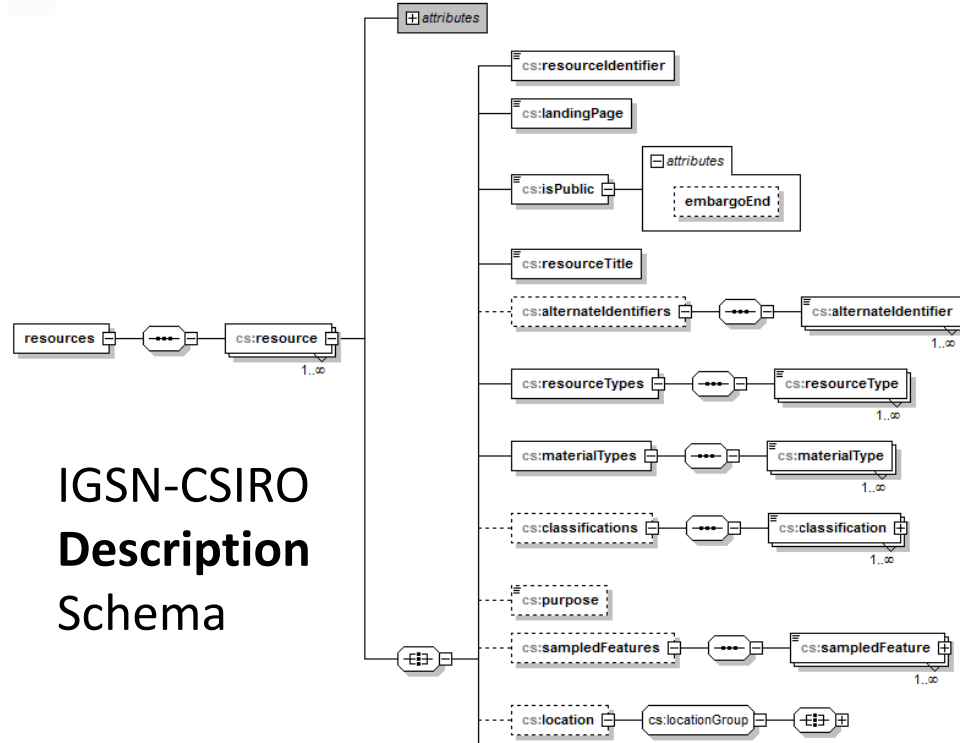 attributes
cs:resourceIdentifier
cs:landingPage
attributes
cs:isPublic
embargoEnd
cs:resourceTitle
cs:alternateIdentifiers cs:alternateIdentifier
1..∞
resources cs:resource
1..∞
cs:resourceTypes cs:resourceType
1..∞
cs:materialTypes cs:materialType
1..∞
IGSN-CSIRO
Description
Schema
cs:classifications cs:classification
1..∞
cs:purpose
cs:sampledFeatures cs:sampledFeature
1..∞
cs:location cs:locationGroup